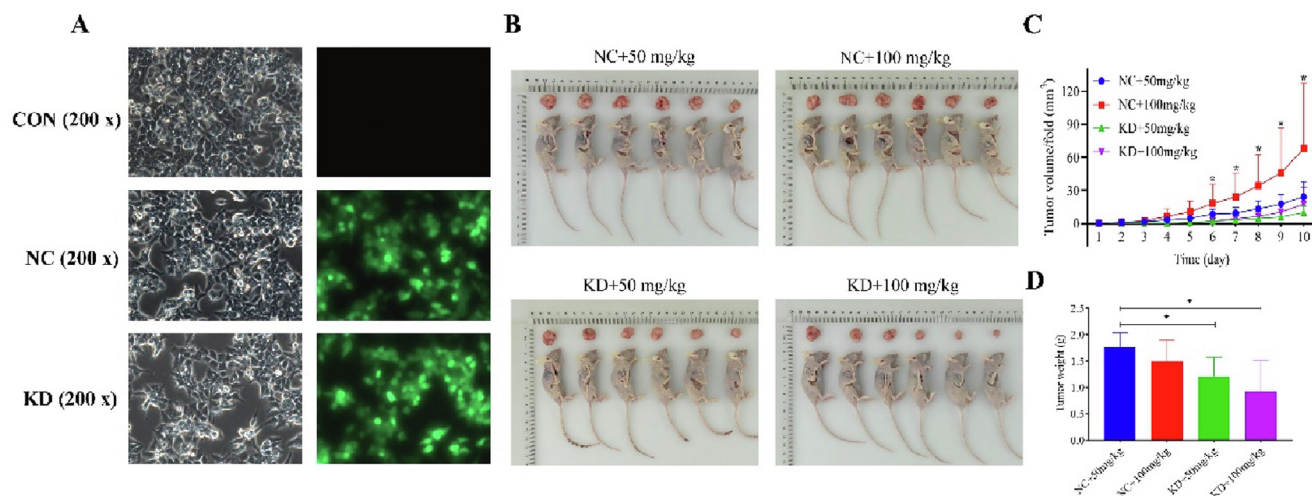 A
CON (200 x)
NC (200 x)
KD (200 x)
B
NC+50 mg/kg
NC+100 mg/kg
KD+50 mg/kg
KD+100 mg/kg
C
Tumor volume/fold (mm³)
120
90
60
30
0
NC+50mg/kg
NC+100mg/kg
KD+50mg/kg
KD+100mg/kg
* * * * *
1 2 3 4 5 6 7 8 9 10
Time (day)
D
Tumor weight (g)
2.5
2.0
1.5
1.0
0.5
0.0
*
*
NC+50mg/kg
NC+100mg/kg
KD+50mg/kg
KD+100mg/kg